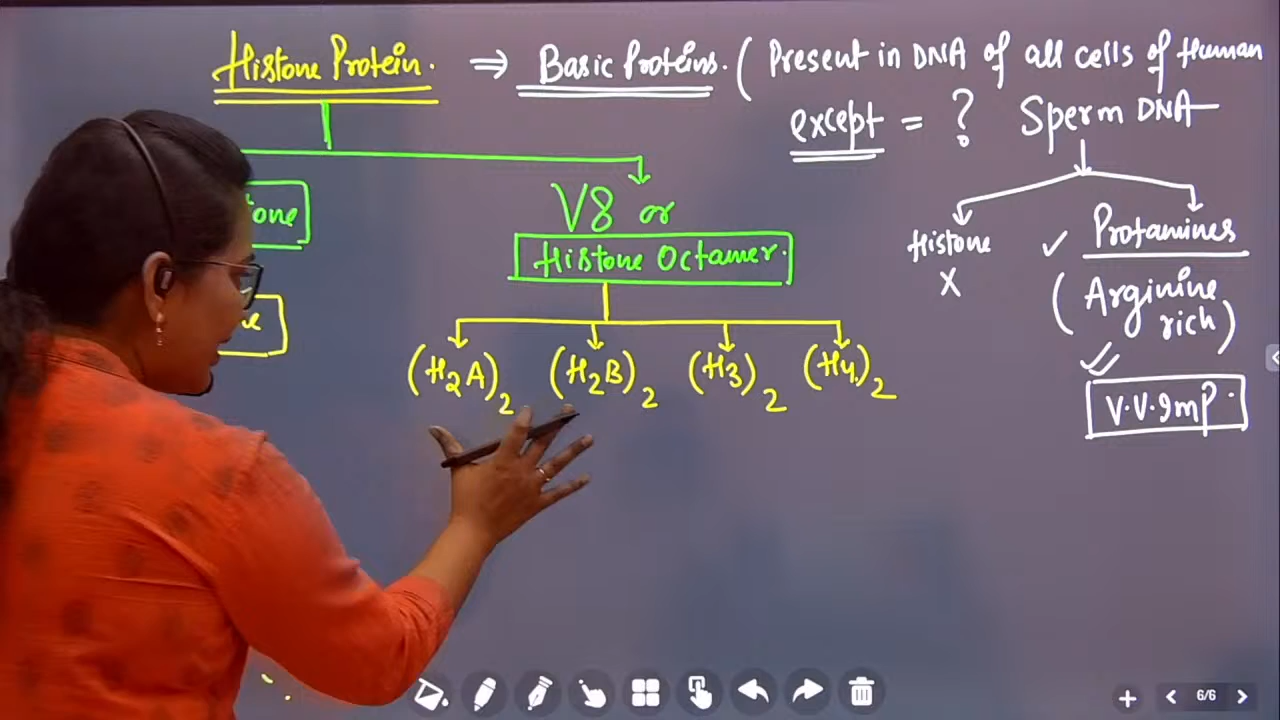 Histone Protein. ⇒ Basic Proteins. ( Present in DNA of all cells of Human
except = ? Sperm DNA
V8 or
Histone Octamer.
(H2A)2 (H2B)2 (H3)2 (H4)2
Histone X
✓ Protamines
(Arginine
rich)
V.V.Imp.
6/6